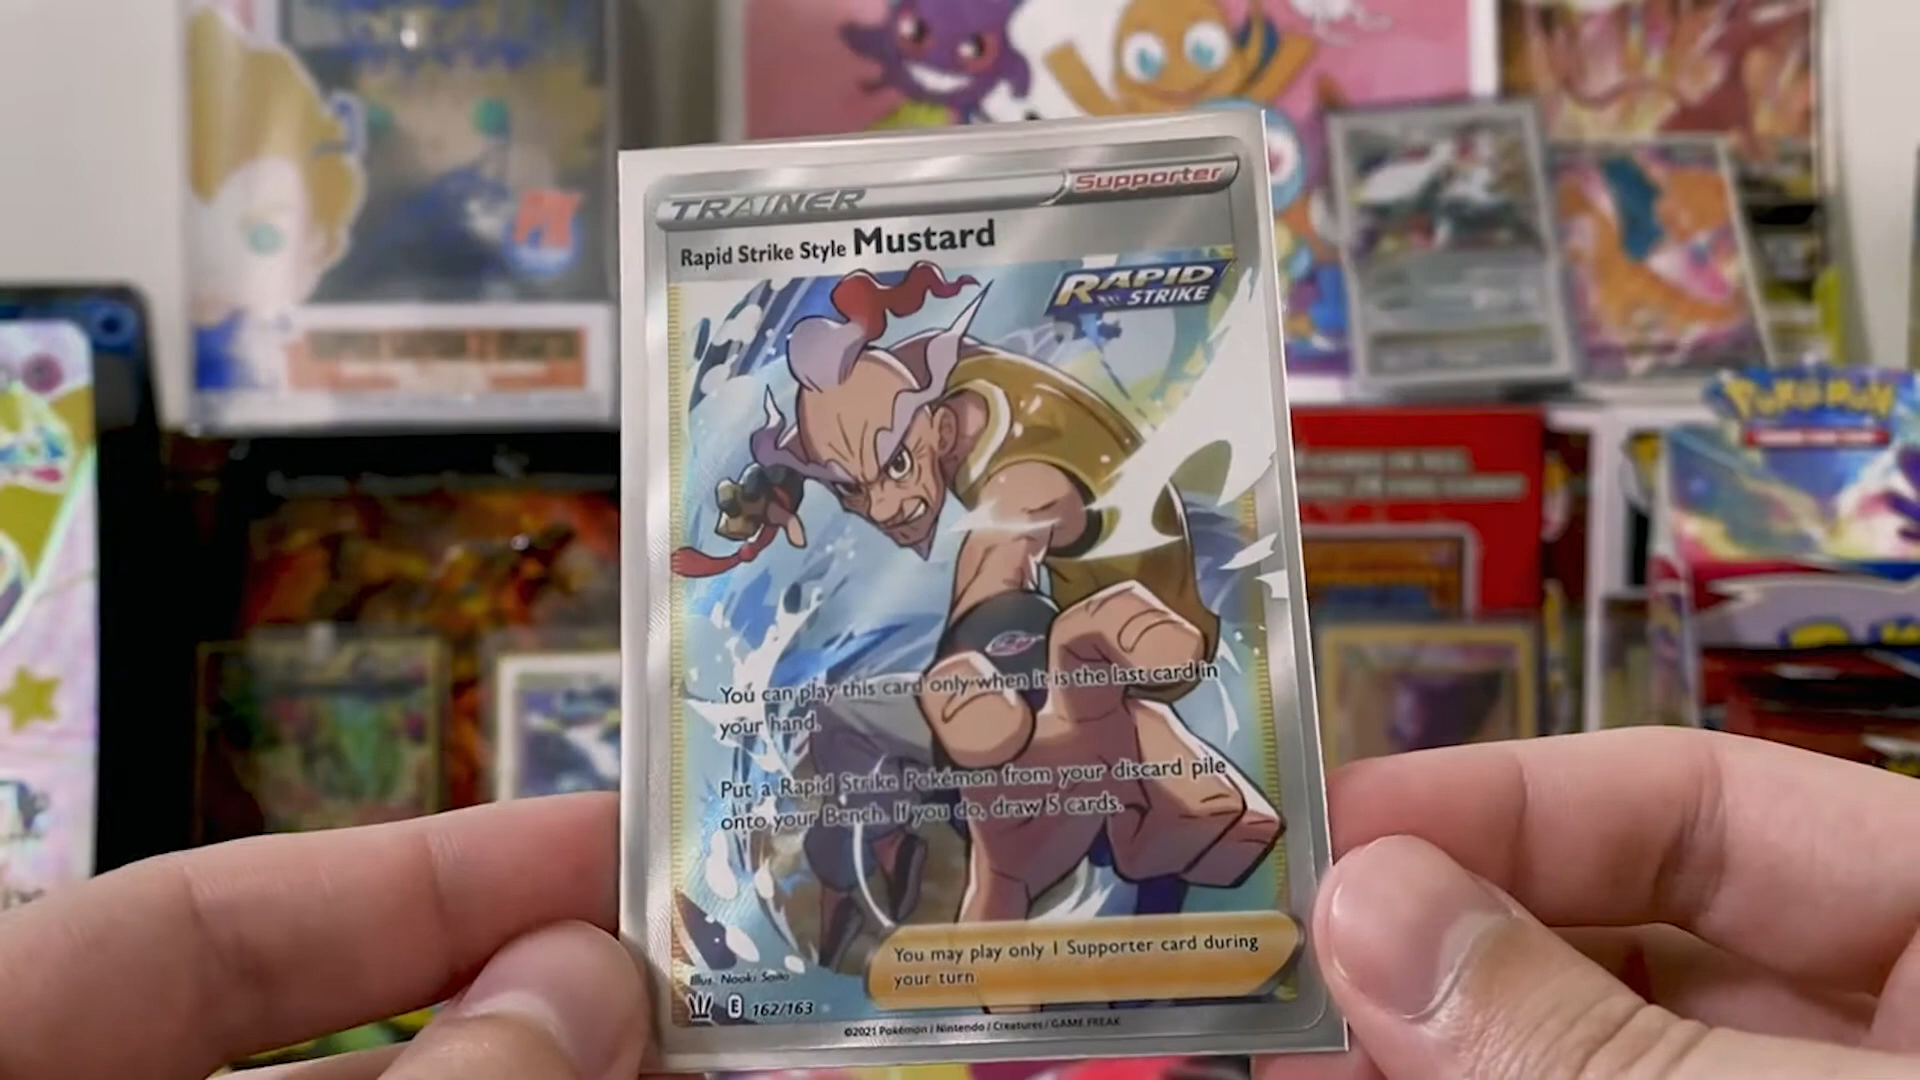 TRAINER
Supporter
Rapid Strike Style Mustard
RAPID
STRIKE
You can play this card only when it is the last card in
your hand.
Put a Rapid Strike Pokémon from your discard pile
onto your Bench. If you do, draw 5 cards.
You may play only 1 Supporter card during
your turn.
Illus. Naoki Saito
E 162/163
©2021 Pokémon / Nintendo / Creatures / GAME FREAK
POKéMON